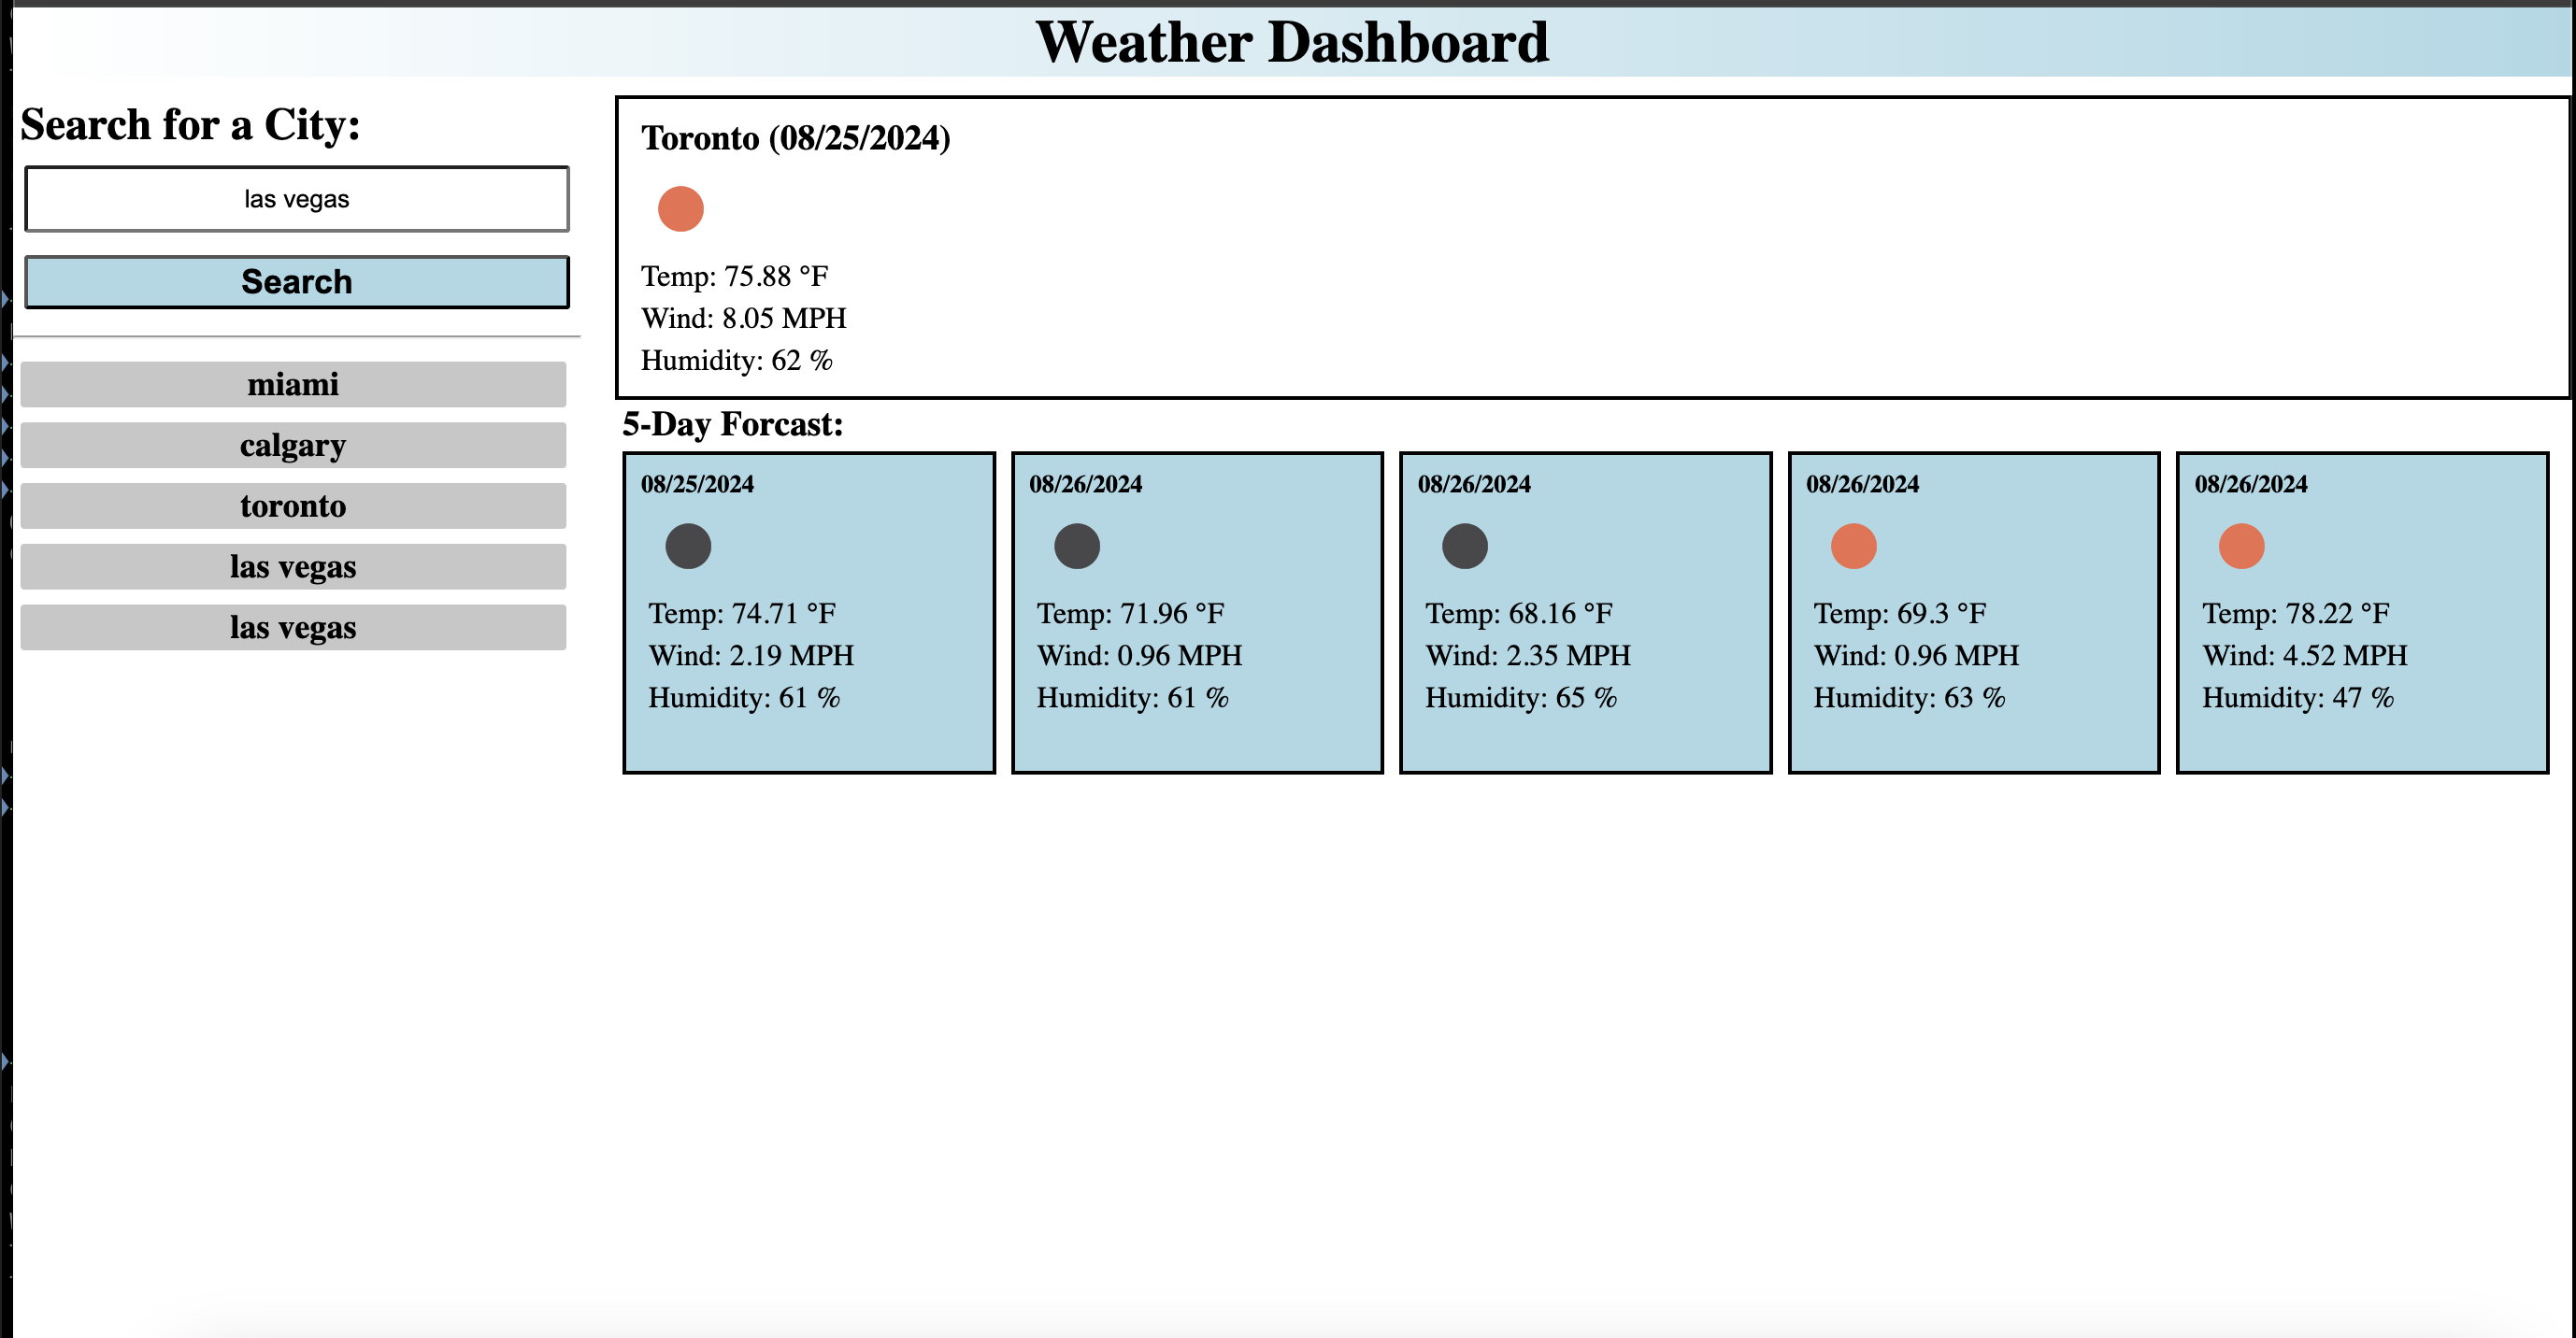 Weather Dashboard
Search for a City:
las vegas
Search
miami
calgary
toronto
las vegas
las vegas
Toronto (08/25/2024)
Temp: 75.88 °F
Wind: 8.05 MPH
Humidity: 62 %
5-Day Forcast:
08/25/2024
Temp: 74.71 °F
Wind: 2.19 MPH
Humidity: 61 %
08/26/2024
Temp: 71.96 °F
Wind: 0.96 MPH
Humidity: 61 %
08/26/2024
Temp: 68.16 °F
Wind: 2.35 MPH
Humidity: 65 %
08/26/2024
Temp: 69.3 °F
Wind: 0.96 MPH
Humidity: 63 %
08/26/2024
Temp: 78.22 °F
Wind: 4.52 MPH
Humidity: 47 %